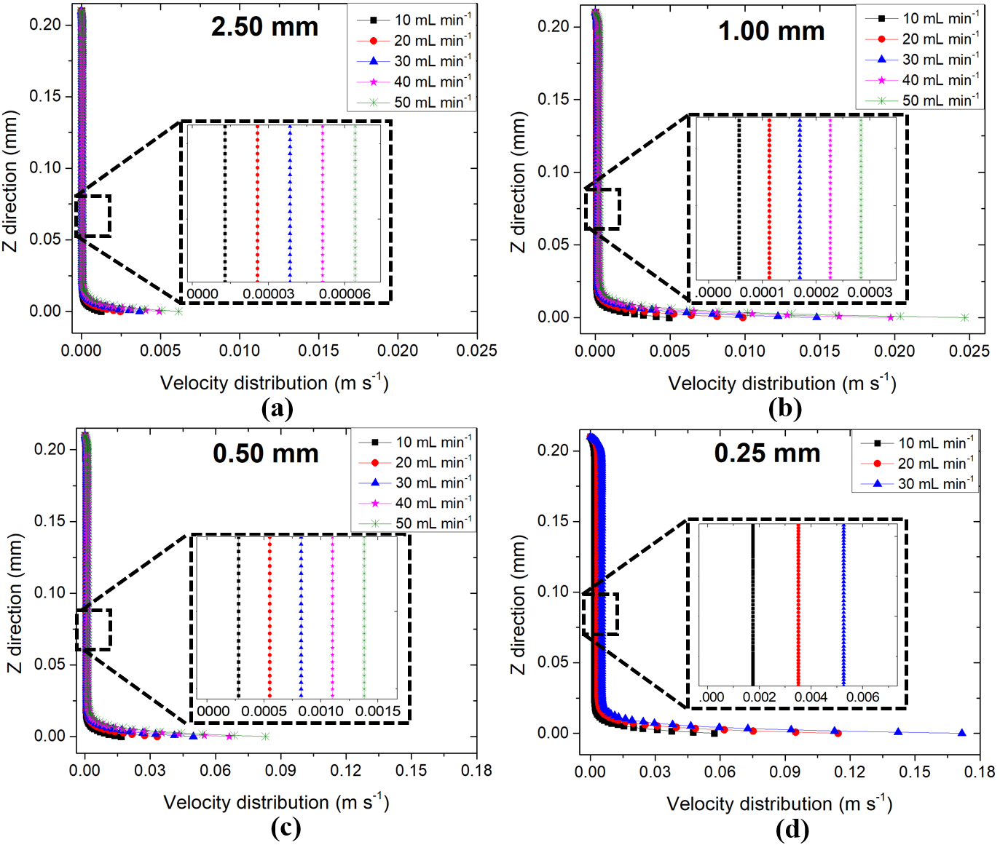 2.50 mm
10 mL min⁻¹
20 mL min⁻¹
30 mL min⁻¹
40 mL min⁻¹
50 mL min⁻¹
Z direction (mm)
0.20
0.15
0.10
0.05
0.00
0.0000 0.00003 0.00006
0.000 0.005 0.010 0.015 0.020 0.025
Velocity distribution (m s⁻¹)
(a)
1.00 mm
10 mL min⁻¹
20 mL min⁻¹
30 mL min⁻¹
40 mL min⁻¹
50 mL min⁻¹
Z direction (mm)
0.20
0.15
0.10
0.05
0.00
0.0000 0.0001 0.0002 0.0003
0.000 0.005 0.010 0.015 0.020 0.025
Velocity distribution (m s⁻¹)
(b)
0.50 mm
10 mL min⁻¹
20 mL min⁻¹
30 mL min⁻¹
40 mL min⁻¹
50 mL min⁻¹
Z direction (mm)
0.20
0.15
0.10
0.05
0.00
0.0000 0.0005 0.0010 0.0015
0.00 0.03 0.06 0.09 0.12 0.15 0.18
Velocity distribution (m s⁻¹)
(c)
0.25 mm
10 mL min⁻¹
20 mL min⁻¹
30 mL min⁻¹
Z direction (mm)
0.20
0.15
0.10
0.05
0.00
.000 0.002 0.004 0.006
0.00 0.03 0.06 0.09 0.12 0.15 0.18
Velocity distribution (m s⁻¹)
(d)